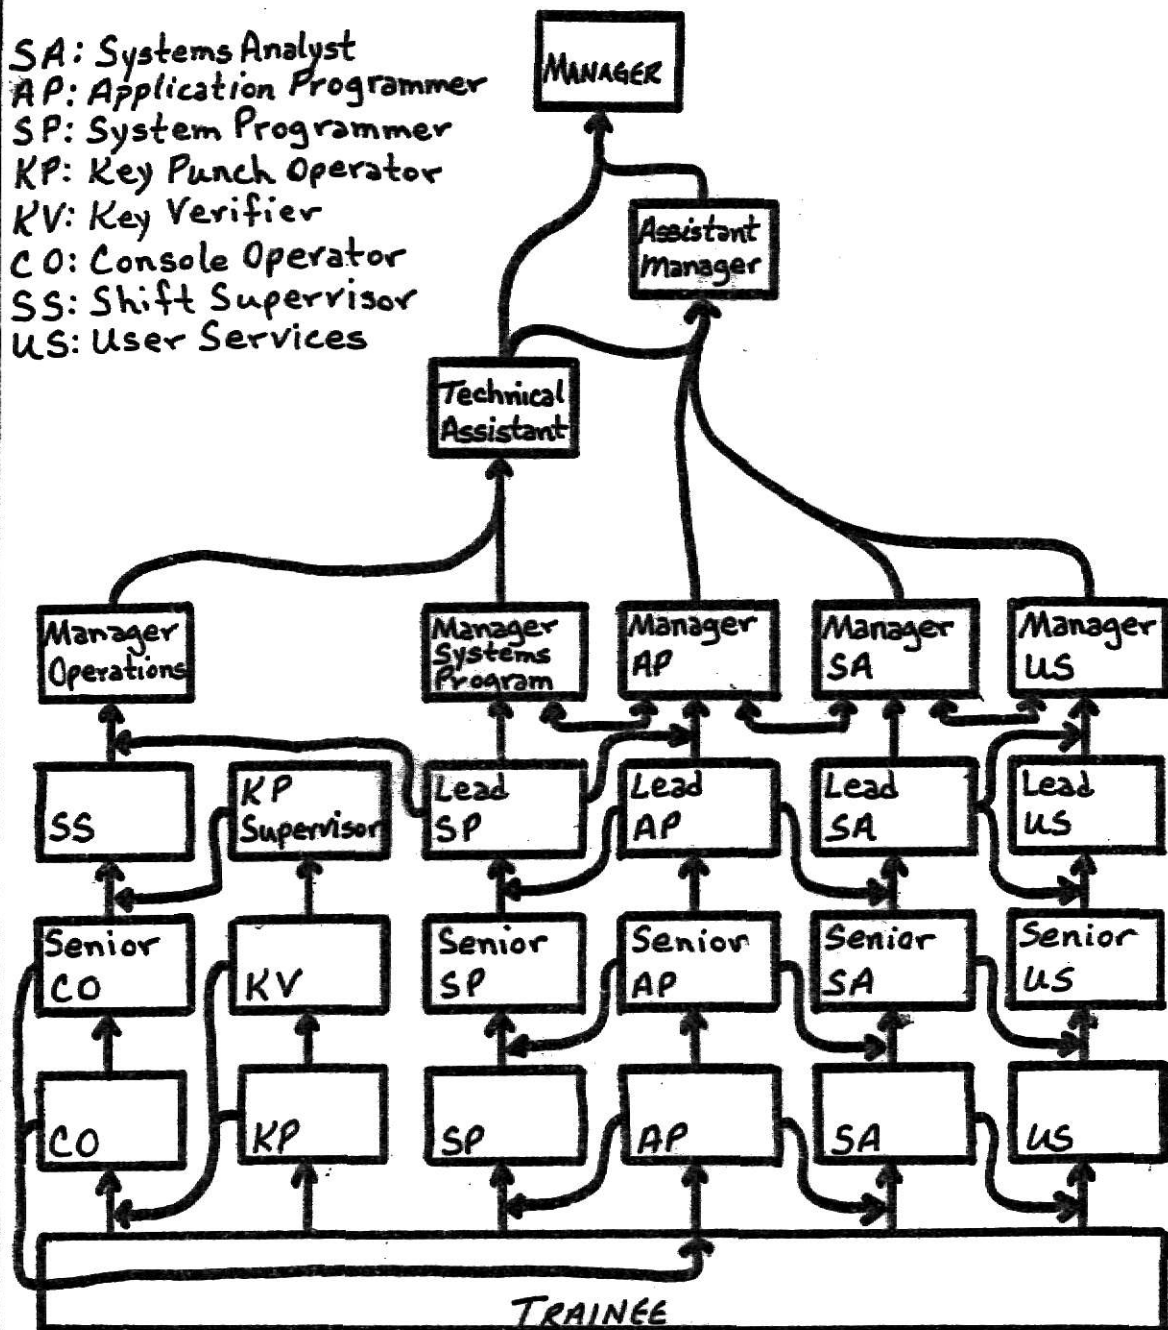 SA: Systems Analyst
AP: Application Programmer
SP: System Programmer
KP: Key Punch Operator
KV: Key Verifier
CO: Console Operator
SS: Shift Supervisor
US: User Services
MANAGER
Assistant
Manager
Technical
Assistant
Manager
Operations
Manager
Systems
Program
Manager
AP
Manager
SA
Manager
US
SS
KP
Supervisor
Lead
SP
Lead
AP
Lead
SA
Lead
US
Senior
CO
KV
Senior
SP
Senior
AP
Senior
SA
Senior
US
CO
KP
SP
AP
SA
US
TRAINEE